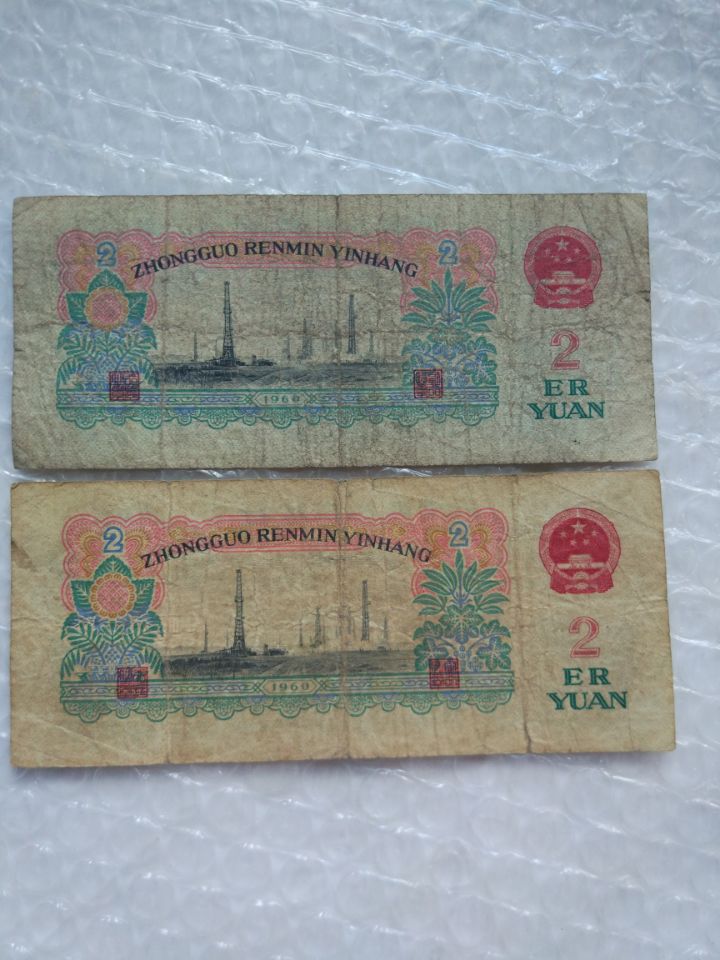 2 ZHONGGUO RENMIN YINHANG 2
2
ER
YUAN
1960
2 ZHONGGUO RENMIN YINHANG 2
2
ER
YUAN
1960